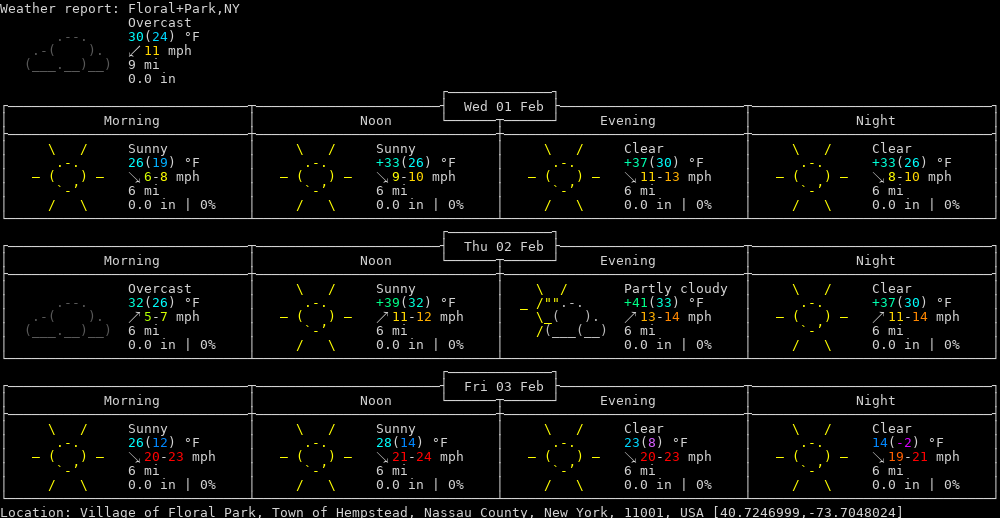 Weather report: Floral+Park,NY
Overcast
30(24) °F
↙ 11 mph
9 mi
0.0 in
Wed 01 Feb
Morning Noon Evening Night
Sunny Sunny Clear Clear
26(19) °F +33(26) °F +37(30) °F +33(26) °F
↘ 6-8 mph ↘ 9-10 mph ↘ 11-13 mph ↘ 8-10 mph
6 mi 6 mi 6 mi 6 mi
0.0 in | 0% 0.0 in | 0% 0.0 in | 0% 0.0 in | 0%
Thu 02 Feb
Morning Noon Evening Night
Overcast Sunny Partly cloudy Clear
32(26) °F +39(32) °F +41(33) °F +37(30) °F
↗ 5-7 mph ↗ 11-12 mph ↗ 13-14 mph ↗ 11-14 mph
6 mi 6 mi 6 mi 6 mi
0.0 in | 0% 0.0 in | 0% 0.0 in | 0% 0.0 in | 0%
Fri 03 Feb
Morning Noon Evening Night
Sunny Sunny Clear Clear
26(12) °F 28(14) °F 23(8) °F 14(-2) °F
↘ 20-23 mph ↘ 21-24 mph ↘ 20-23 mph ↘ 19-21 mph
6 mi 6 mi 6 mi 6 mi
0.0 in | 0% 0.0 in | 0% 0.0 in | 0% 0.0 in | 0%
Location: Village of Floral Park, Town of Hempstead, Nassau County, New York, 11001, USA [40.7246999,-73.7048024]